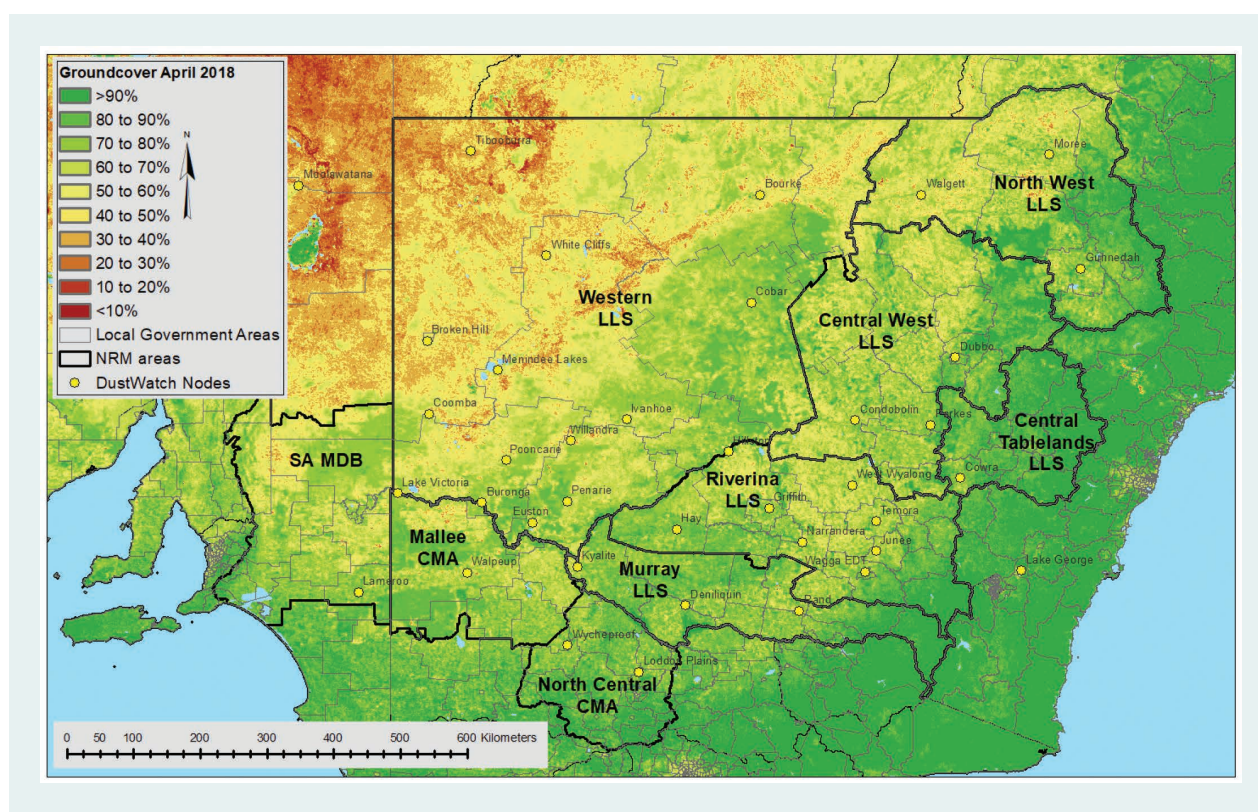 Groundcover April 2018
>90%
80 to 90%
70 to 80%
60 to 70%
50 to 60%
40 to 50%
30 to 40%
20 to 30%
10 to 20%
<10%
Local Government Areas
NRM areas
DustWatch Nodes
N
Tibooburra
Moolawatana
Moree
Bourke
Walgett
North West
LLS
White Cliffs
Gunnedah
Western
LLS
Cobar
Central West
LLS
Broken Hill
Menindee Lakes
Dubbo
Coomba
Ivanhoe
Condobolin
Parkes
Central
Tablelands
LLS
Willandra
Pooncarie
SA MDB
Hillston
Riverina
LLS
West Wyalong
Cowra
Lake Victoria
Buronga
Penarie
Griffith
Euston
Hay
Temora
Mallee
CMA
Narrandera
Junee
Kyalite
Walpeup
Murray
LLS
Wagga EDT
Lake George
Lameroo
Deniliquin
Rand
Wycheproof
Loddon Plains
North Central
CMA
0 50 100 200 300 400 500 600 Kilometers